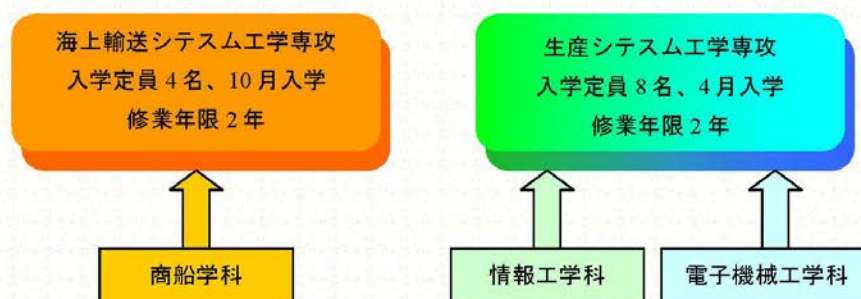 海上輸送シテスム工学専攻
入学定員 4 名、10 月入学
修業年限 2 年
生産シテスム工学専攻
入学定員 8 名、4 月入学
修業年限 2 年
商船学科
情報工学科
電子機械工学科